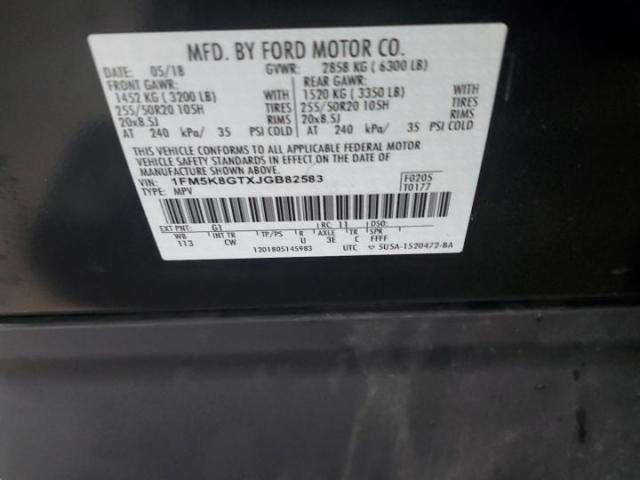 MFD. BY FORD MOTOR CO.
DATE: 05/18 GVWR: 2858 KG ( 6300 LB)
FRONT GAWR: REAR GAWR:
1452 KG ( 3200 LB) WITH 1520 KG ( 3350 LB) WITH
255/50R20 105H TIRES 255/50R20 105H TIRES
20x8.5J RIMS 20x8.5J RIMS
AT 240 kPa/ 35 PSI COLD AT 240 kPa/ 35 PSI COLD
THIS VEHICLE CONFORMS TO ALL APPLICABLE FEDERAL MOTOR
VEHICLE SAFETY STANDARDS IN EFFECT ON THE DATE OF
MANUFACTURE SHOWN ABOVE.
VIN: 1FM5K8GTXJGB82583 F0205
TYPE: MPV T0177
EXT PNT: G1 RC: 11 DSO:
WB INT TR TP/PS R AXLE TR SPR
113 CW U 3E C FFFF
1201805145983 UTC 5U5A-1520472-BA